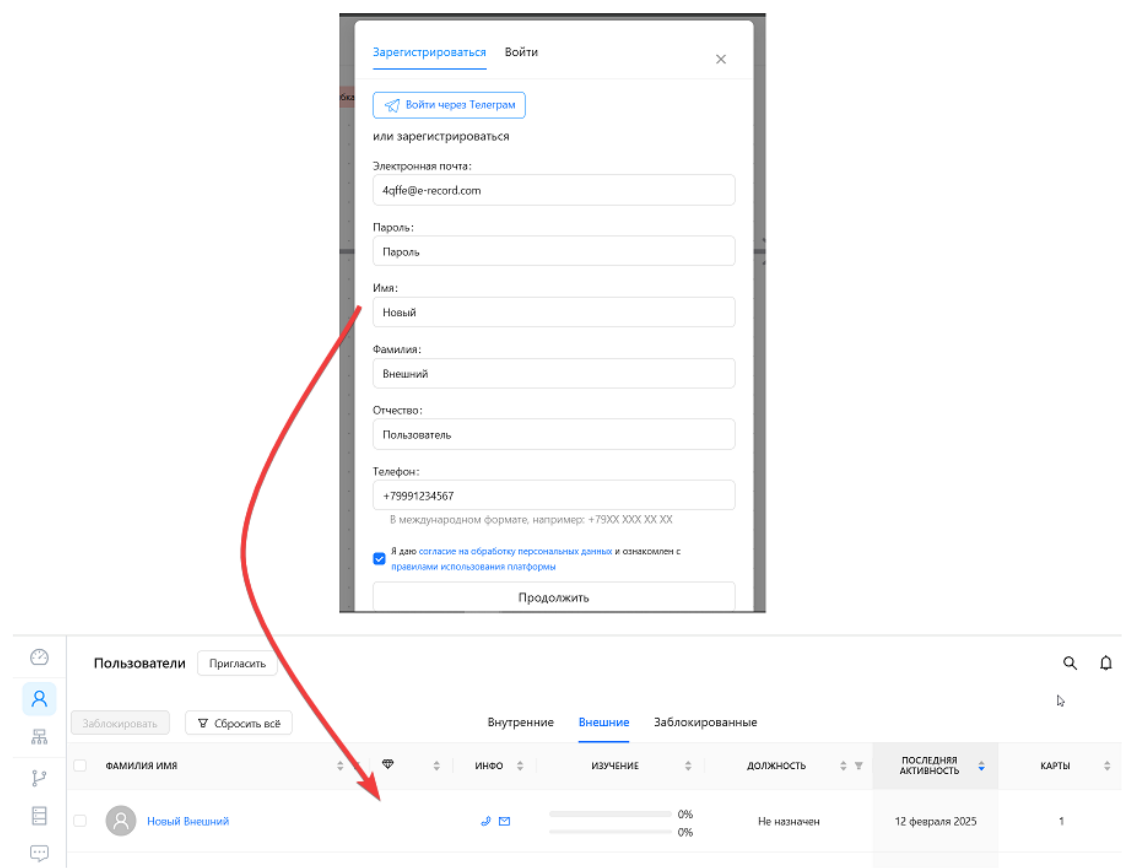 Зарегистрироваться Войти
Войти через Телеграм
или зарегистрироваться
Электронная почта:
4qffe@e-record.com
Пароль:
Пароль
Имя:
Новый
Фамилия:
Внешний
Отчество:
Пользователь
Телефон:
+79991234567
В международном формате, например: +79XX XXX XX XX
Я даю согласие на обработку персональных данных и ознакомлен с
правилами использования платформы
Продолжить
Пользователи Пригласить
Заблокировать Сбросить всё Внутренние Внешние Заблокированные
ФАМИЛИЯ ИМЯ ИНФО ИЗУЧЕНИЕ ДОЛЖНОСТЬ ПОСЛЕДНЯЯ АКТИВНОСТЬ КАРТЫ
Новый Внешний 0% 0% Не назначен 12 февраля 2025 1